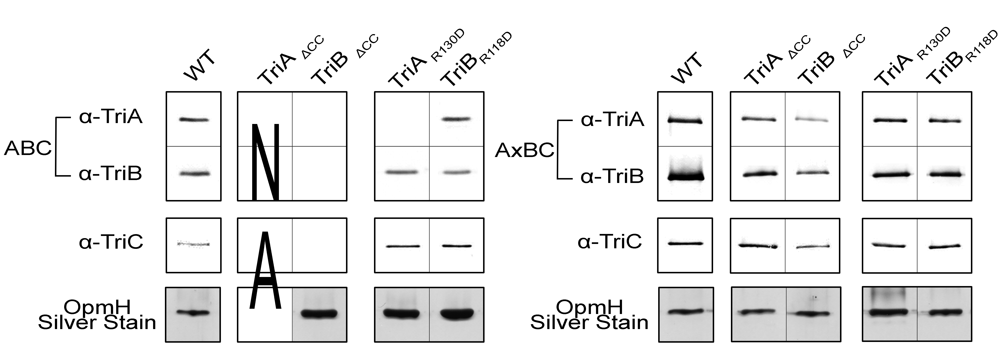 WT TriA ΔCC TriB ΔCC TriA R130D TriB R118D
α-TriA
ABC
α-TriB
α-TriC
OpmH
Silver Stain
N
A
WT TriA ΔCC TriB ΔCC TriA R130D TriB R118D
α-TriA
AxBC
α-TriB
α-TriC
OpmH
Silver Stain